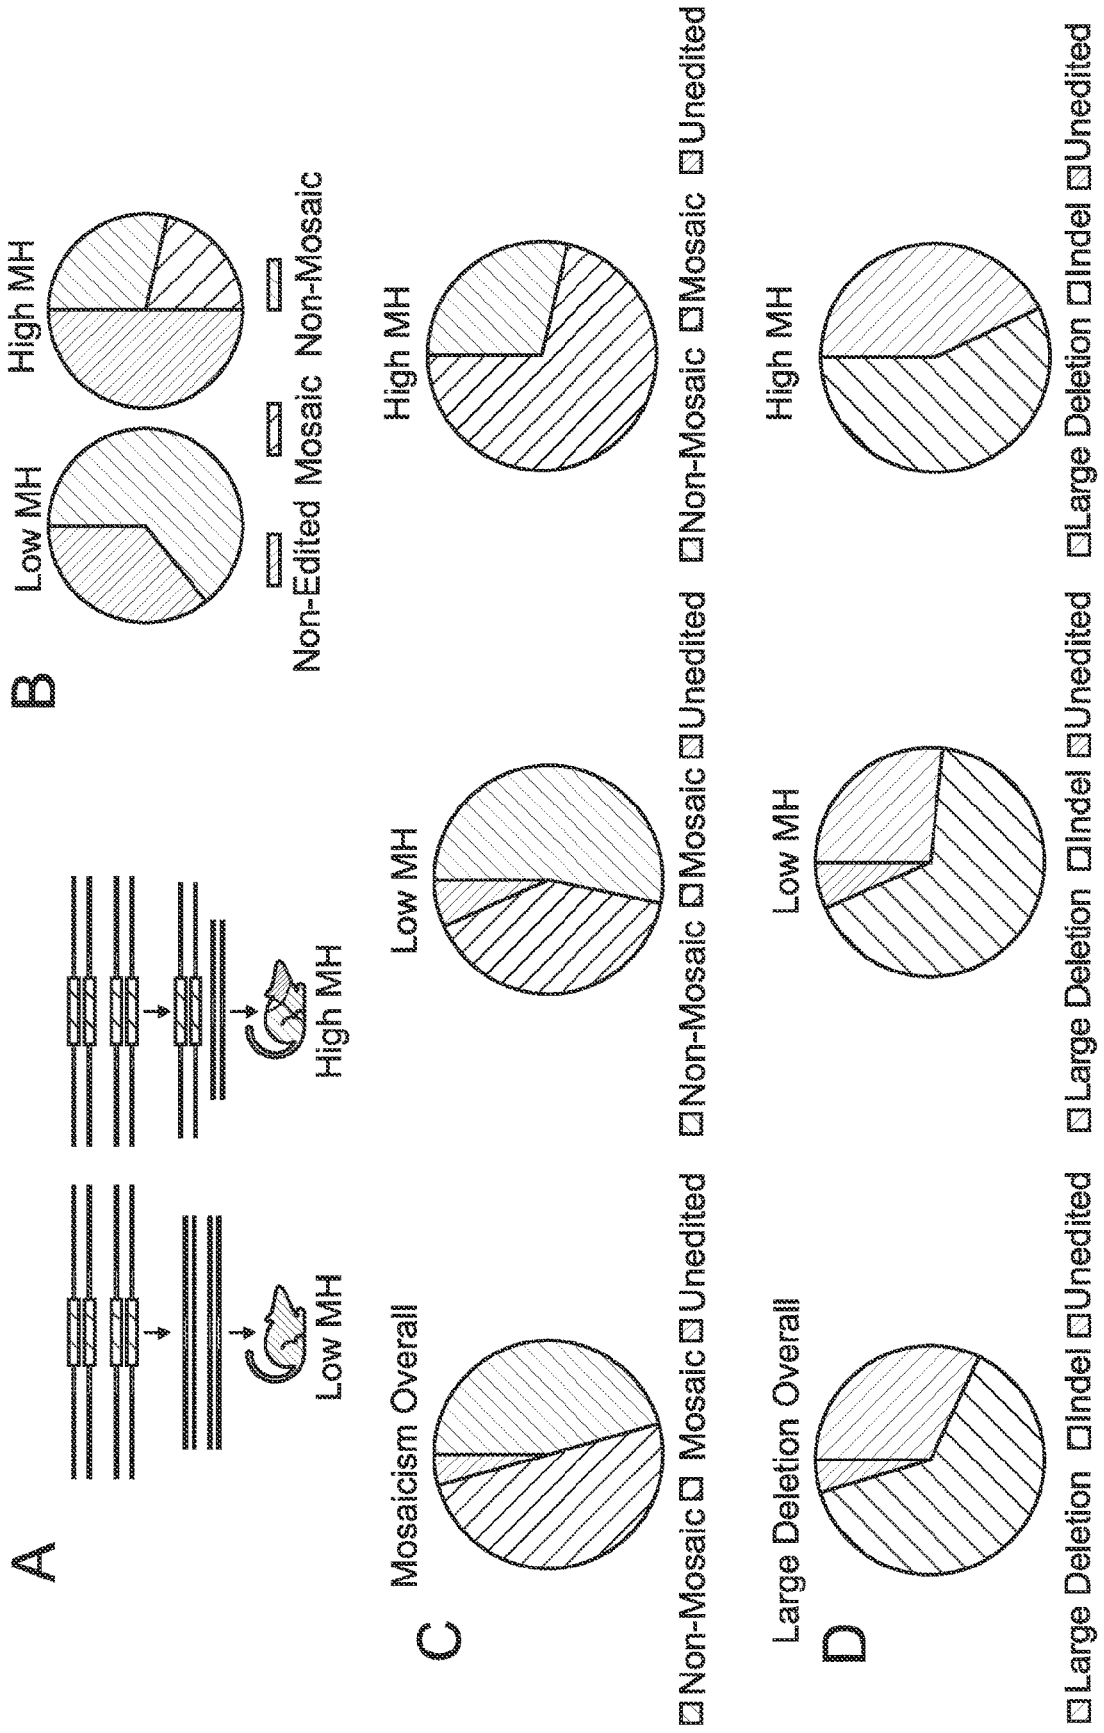 A
Low MH
High MH
B
Low MH
High MH
Non-Edited Mosaic Non-Mosaic
C
Mosaicism Overall
Non-Mosaic Mosaic Unedited
Low MH
Non-Mosaic Mosaic Unedited
High MH
Non-Mosaic Mosaic Unedited
D
Large Deletion Overall
Large Deletion Indel Unedited
Low MH
Large Deletion Indel Unedited
High MH
Large Deletion Indel Unedited